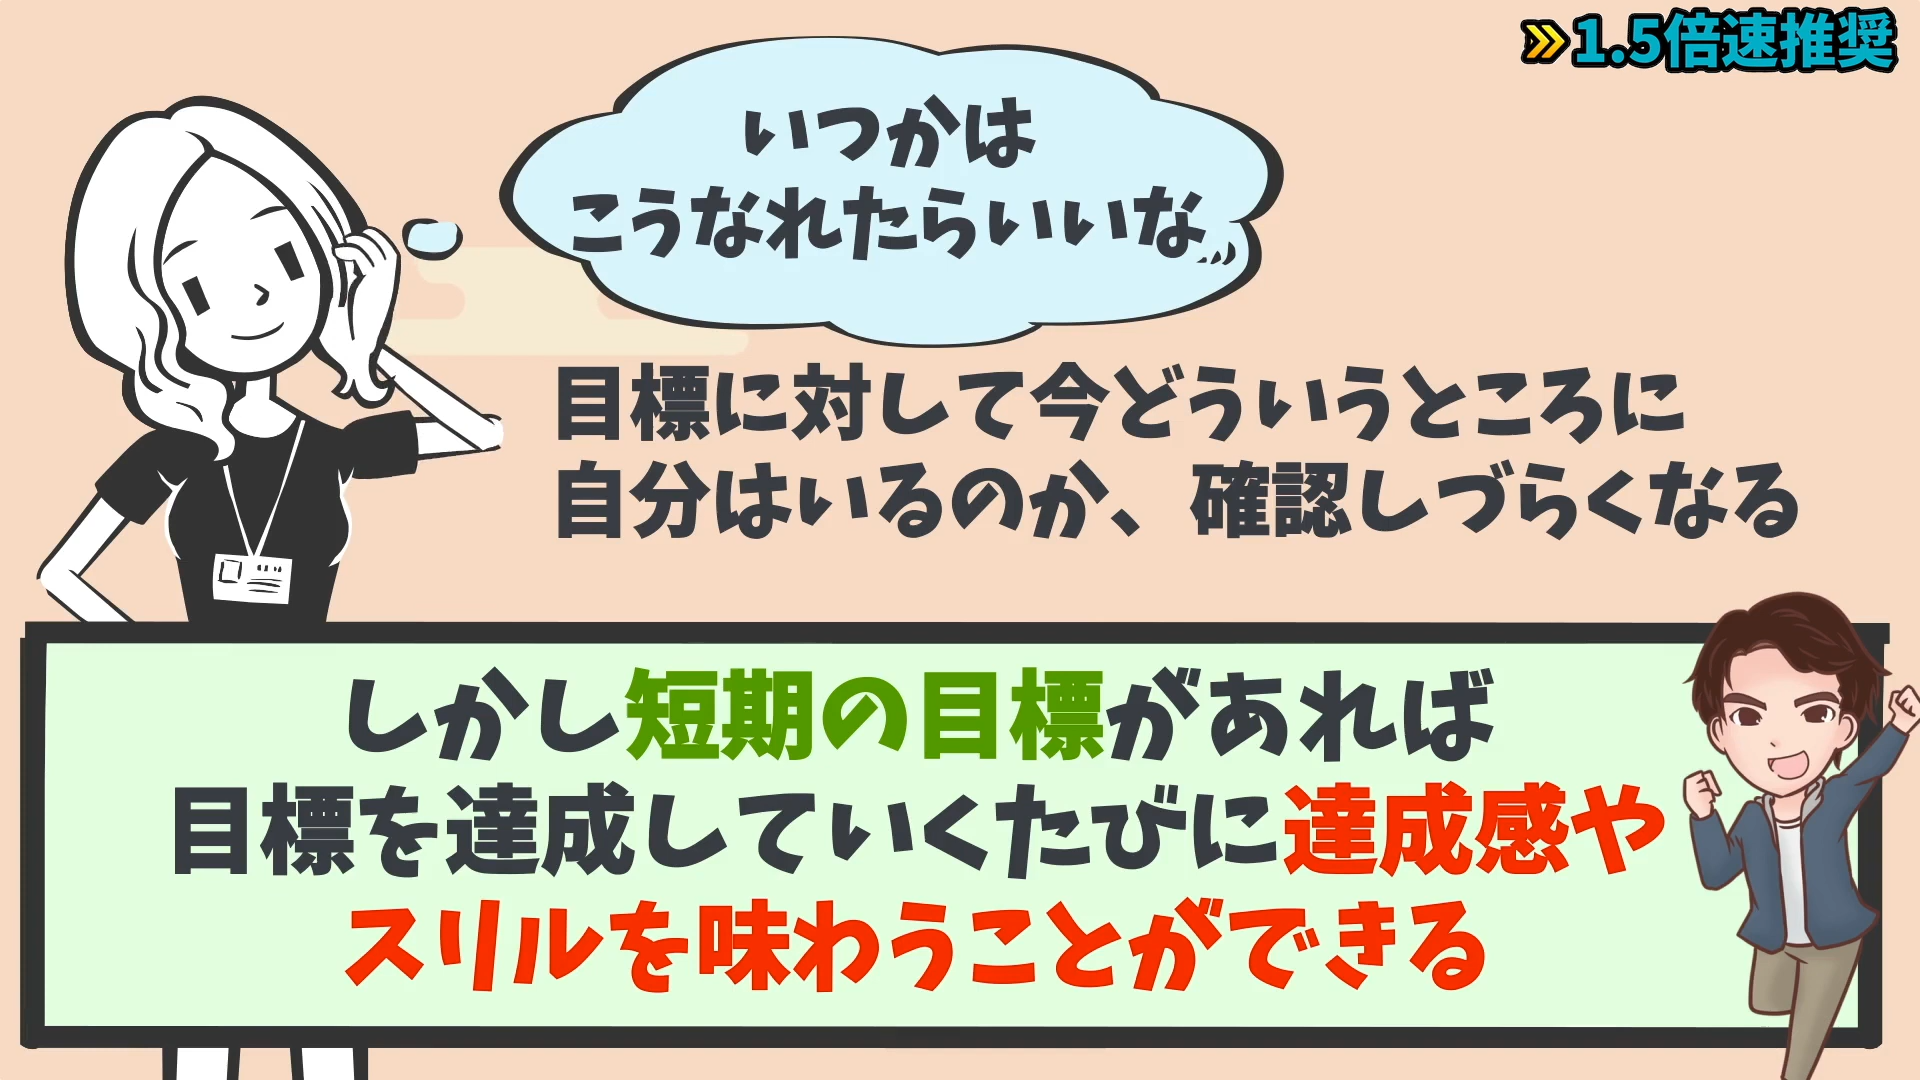 1.5倍速推奨
いつかは
こうなれたらいいな…
目標に対して今どういうところに
自分はいるのか、確認しづらくなる
しかし短期の目標があれば
目標を達成していくたびに達成感や
スリルを味わうことができる